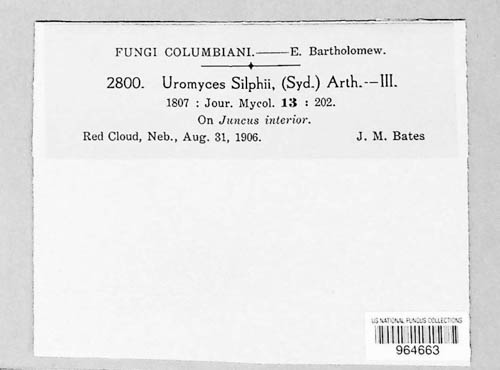 FUNGI COLUMBIANI.——E. Bartholomew.
2800. Uromyces Silphii, (Syd.) Arth.—III.
1807 : Jour. Mycol. 13 : 202.
On Juncus interior.
Red Cloud, Neb., Aug. 31, 1906. J. M. Bates
US NATIONAL FUNGUS COLLECTIONS
964663